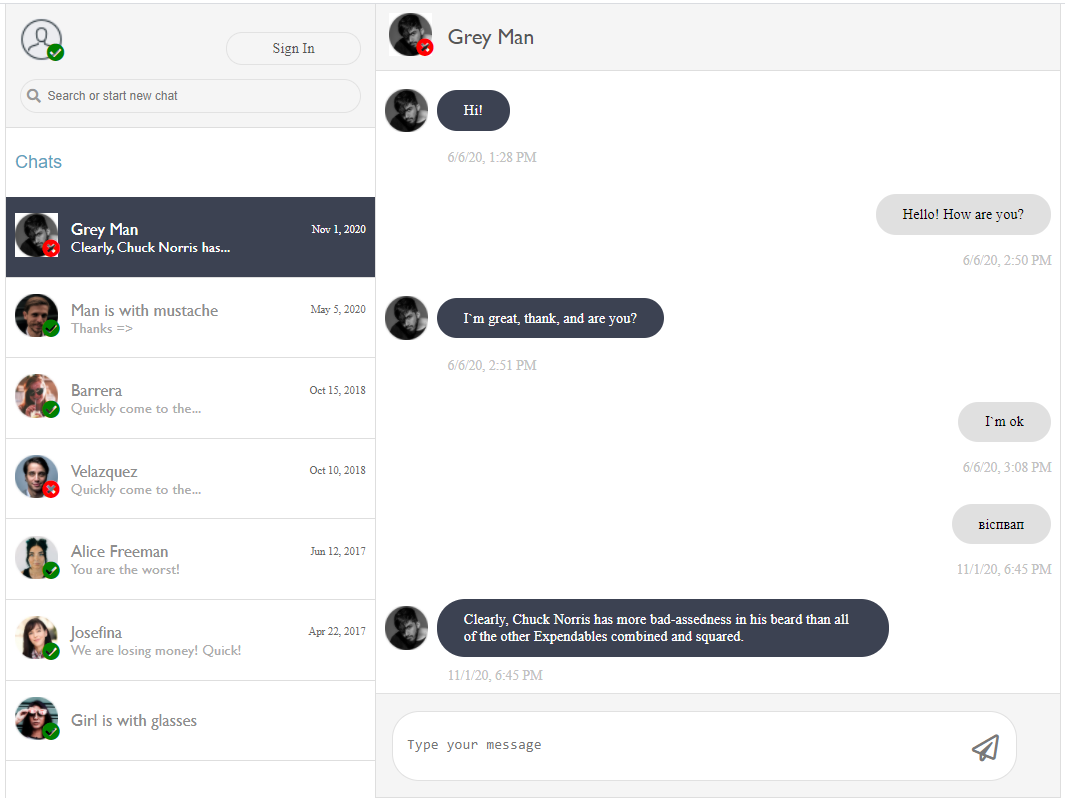 Sign In
Search or start new chat
Chats
Grey Man
Nov 1, 2020
Clearly, Chuck Norris has...
Man is with mustache
May 5, 2020
Thanks =>
Barrera
Oct 15, 2018
Quickly come to the...
Velazquez
Oct 10, 2018
Quickly come to the...
Alice Freeman
Jun 12, 2017
You are the worst!
Josefina
Apr 22, 2017
We are losing money! Quick!
Girl is with glasses
Grey Man
Hi!
6/6/20, 1:28 PM
Hello! How are you?
6/6/20, 2:50 PM
I`m great, thank, and are you?
6/6/20, 2:51 PM
I`m ok
6/6/20, 3:08 PM
віспвап
11/1/20, 6:45 PM
Clearly, Chuck Norris has more bad-assedness in his beard than all
of the other Expendables combined and squared.
11/1/20, 6:45 PM
Type your message